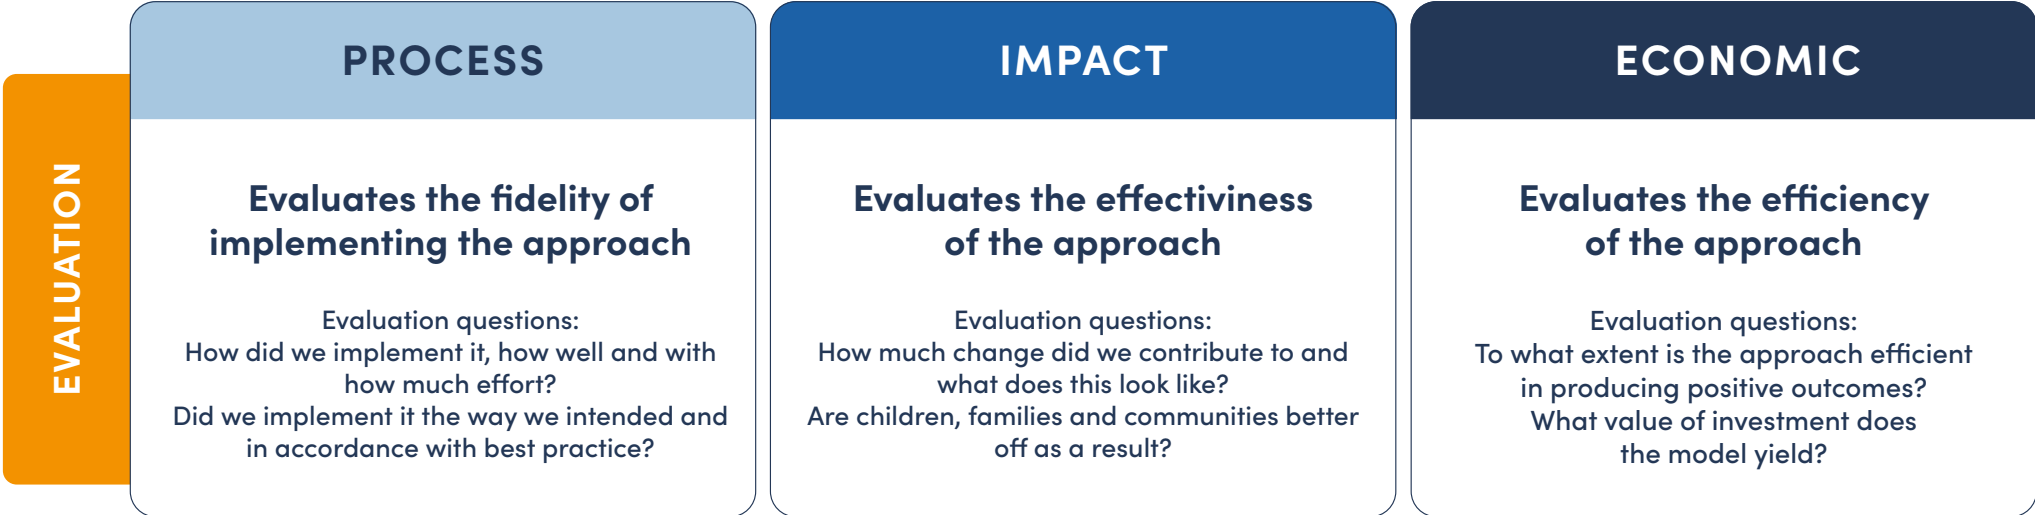 EVALUATION
PROCESS
Evaluates the fidelity of
implementing the approach
Evaluation questions:
How did we implement it, how well and with
how much effort?
Did we implement it the way we intended and
in accordance with best practice?
IMPACT
Evaluates the effectiviness
of the approach
Evaluation questions:
How much change did we contribute to and
what does this look like?
Are children, families and communities better
off as a result?
ECONOMIC
Evaluates the efficiency
of the approach
Evaluation questions:
To what extent is the approach efficient
in producing positive outcomes?
What value of investment does
the model yield?